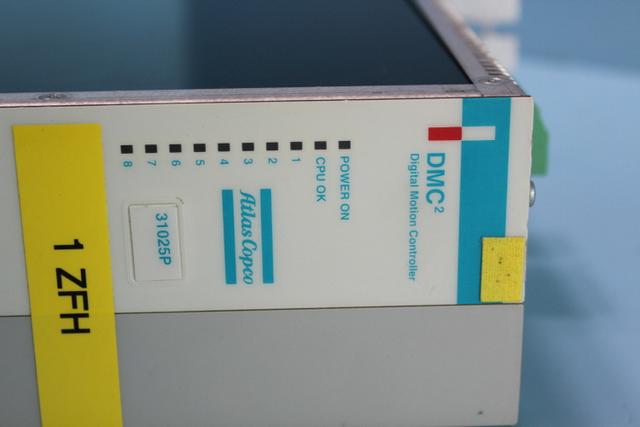 DMC²
Digital Motion Controller
POWER ON
CPU OK
1
2
3
4
5
6
7
8
Atlas Copco
31025P
1 ZFH